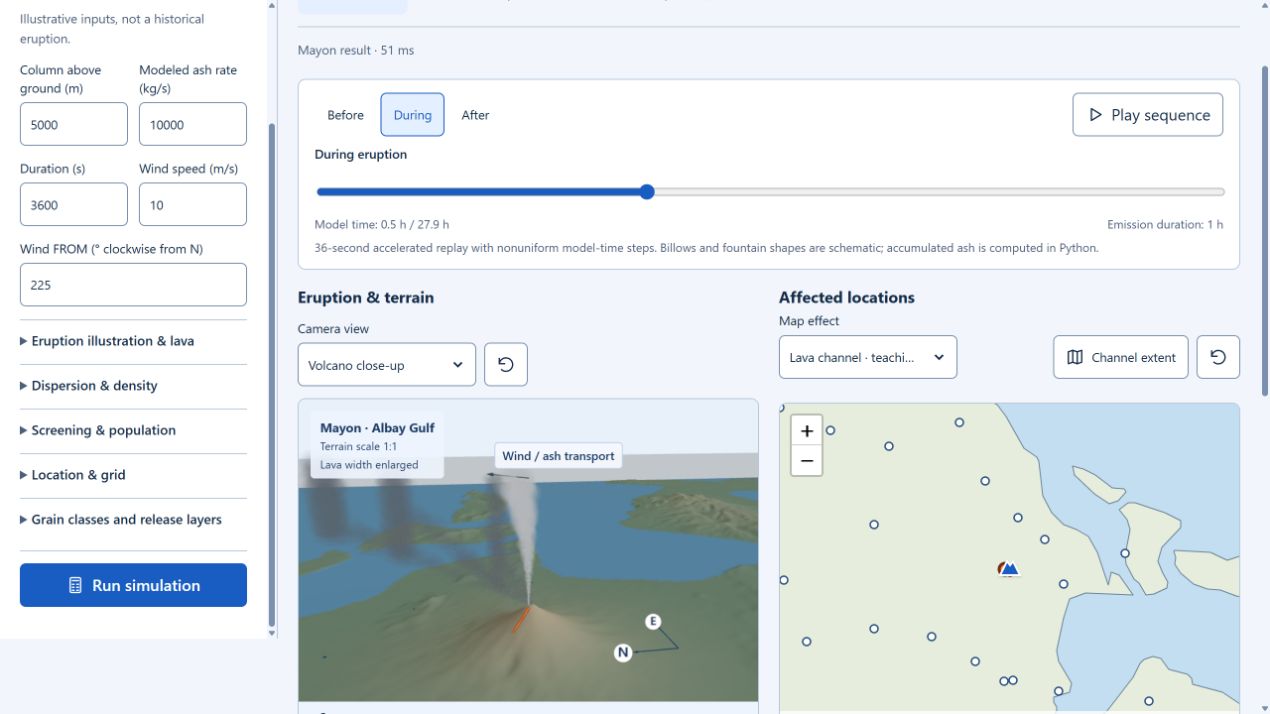 Illustrative inputs, not a historical
eruption.
Column above
ground (m)
Modeled ash rate
(kg/s)
5000
10000
Duration (s)
Wind speed (m/s)
3600
10
Wind FROM (° clockwise from N)
225
Eruption illustration & lava
Dispersion & density
Screening & population
Location & grid
Grain classes and release layers
Run simulation
Mayon result · 51 ms
Before
During
After
Play sequence
During eruption
Model time: 0.5 h / 27.9 h
Emission duration: 1 h
36-second accelerated replay with nonuniform model-time steps. Billows and fountain shapes are schematic; accumulated ash is computed in Python.
Eruption & terrain
Camera view
Volcano close-up
Mayon · Albay Gulf
Terrain scale 1:1
Lava width enlarged
Wind / ash transport
E
N
Affected locations
Map effect
Lava channel · teachi...
Channel extent
+
−